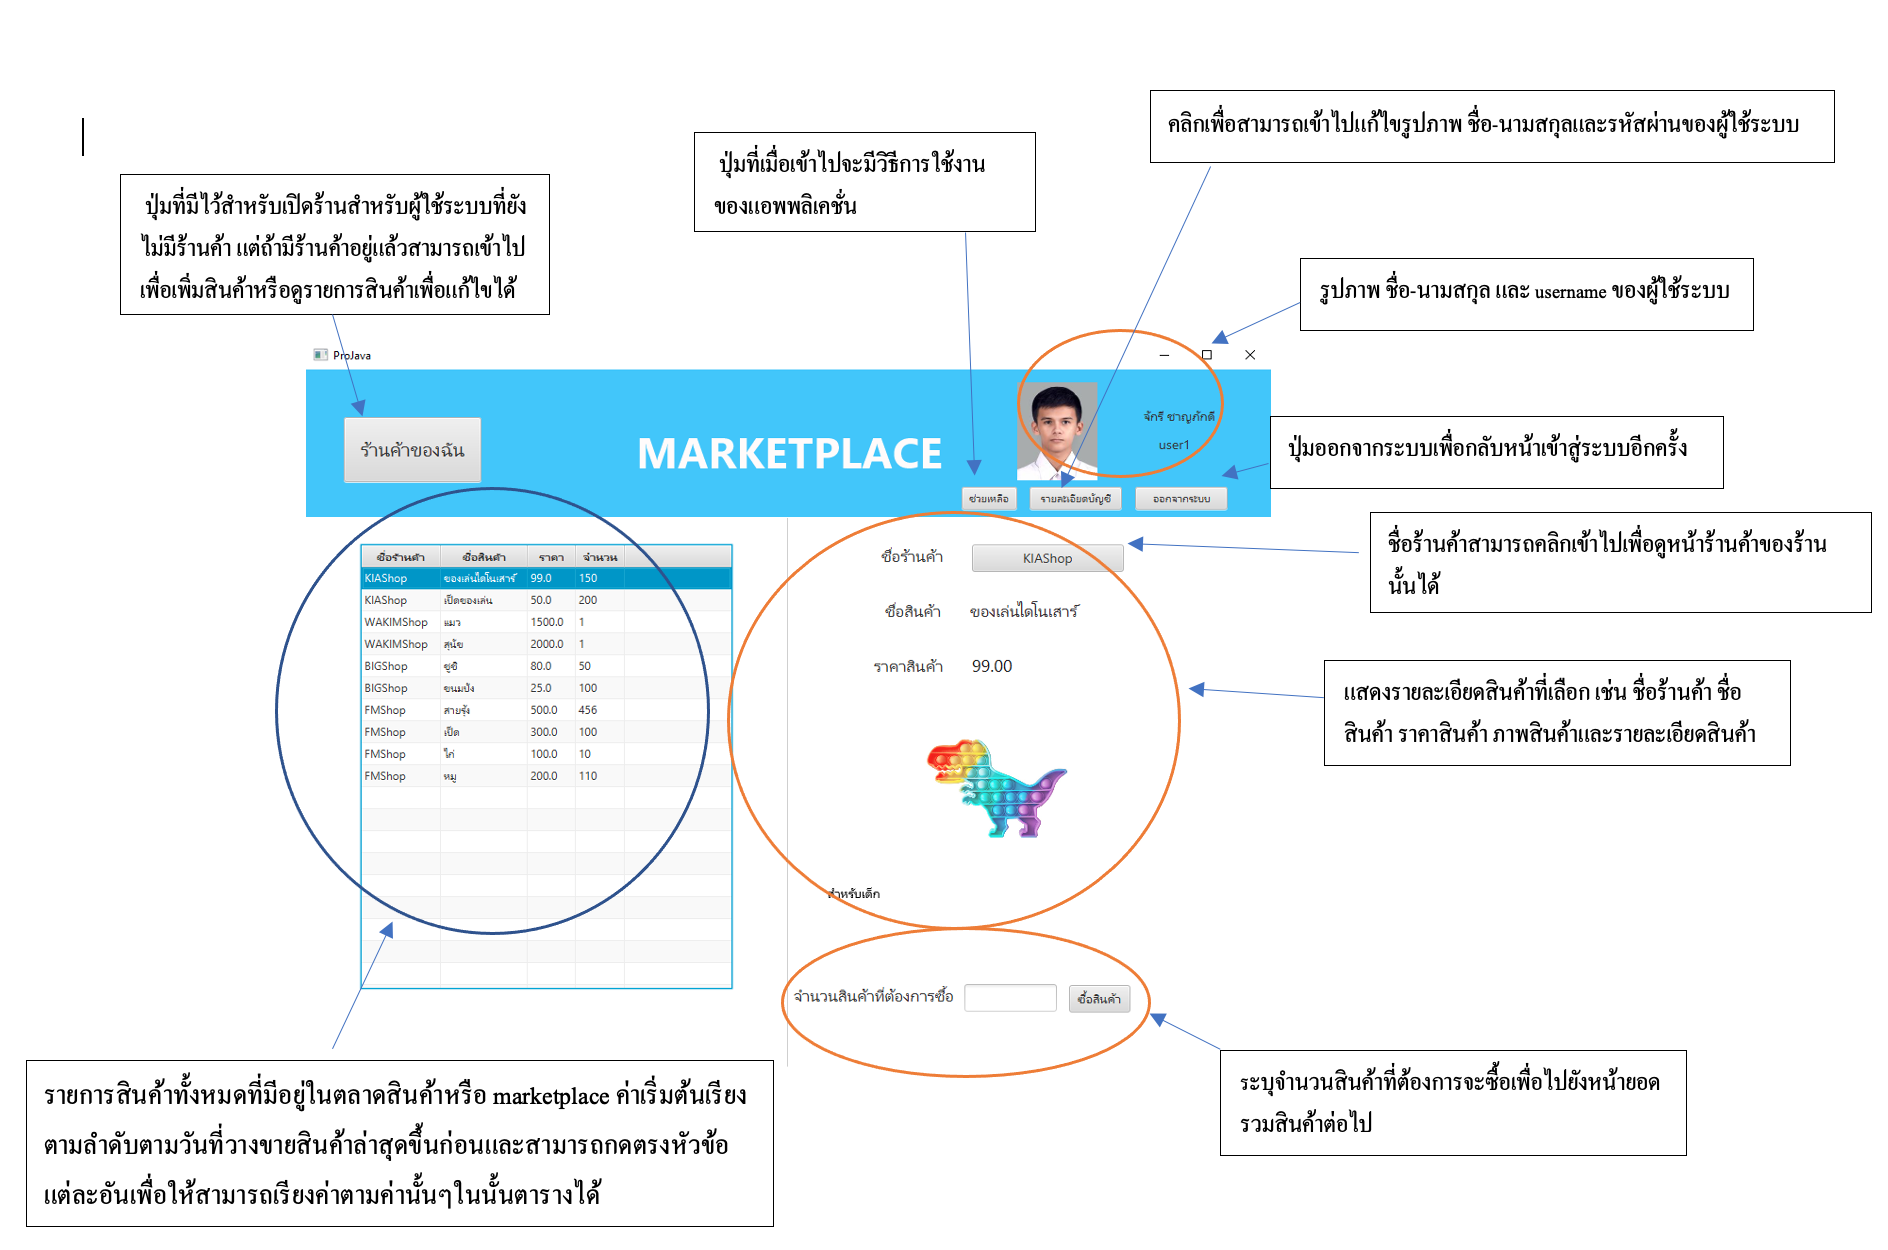 คลิกเพื่อสามารถเข้าไปแก้ไขรูปภาพ ชื่อ-นามสกุลและรหัสผ่านของผู้ใช้ระบบ
ปุ่มที่เมื่อเข้าไปจะมีวิธีการใช้งาน
ของแอพพลิเคชั่น
ปุ่มที่มีไว้สำหรับเปิดร้านสำหรับผู้ใช้ระบบที่ยัง
ไม่มีร้านค้า แต่ถ้ามีร้านค้าอยู่แล้วสามารถเข้าไป
เพื่อเพิ่มสินค้าหรือดูรายการสินค้าเพื่อแก้ไขได้
รูปภาพ ชื่อ-นามสกุล และ username ของผู้ใช้ระบบ
ProJava
ร้านค้าของฉัน
MARKETPLACE
จักรี ชาญภักดี
user1
ช่วยเหลือ
รายละเอียดบัญชี
ออกจากระบบ
ปุ่มออกจากระบบเพื่อกลับหน้าเข้าสู่ระบบอีกครั้ง
ชื่อร้านค้าสามารถคลิกเข้าไปเพื่อดูหน้าร้านค้าของร้าน
นั้นได้
ชื่อร้านค้า ชื่อสินค้า ราคา จำนวน
KIAShop ของเล่นไดโนเสาร์ 99.0 150
KIAShop เป็ดของเล่น 50.0 200
WAKIMShop แมว 1500.0 1
WAKIMShop สุนัข 2000.0 1
BIGShop ซูชิ 80.0 50
BIGShop ขนมปัง 25.0 100
FMShop สายรุ้ง 500.0 456
FMShop เป็ด 300.0 100
FMShop ไก่ 100.0 10
FMShop หมู 200.0 110
ชื่อร้านค้า KIAShop
ชื่อสินค้า ของเล่นไดโนเสาร์
ราคาสินค้า 99.00
สำหรับเด็ก
จำนวนสินค้าที่ต้องการซื้อ ซื้อสินค้า
แสดงรายละเอียดสินค้าที่เลือก เช่น ชื่อร้านค้า ชื่อ
สินค้า ราคาสินค้า ภาพสินค้าและรายละเอียดสินค้า
ระบุจำนวนสินค้าที่ต้องการจะซื้อเพื่อไปยังหน้ายอด
รวมสินค้าต่อไป
รายการสินค้าทั้งหมดที่มีอยู่ในตลาดสินค้าหรือ marketplace ค่าเริ่มต้นเรียง
ตามลำดับตามวันที่วางขายสินค้าล่าสุดขึ้นก่อนและสามารถกดตรงหัวข้อ
แต่ละอันเพื่อให้สามารถเรียงค่าตามค่านั้นๆในนั้นตารางได้